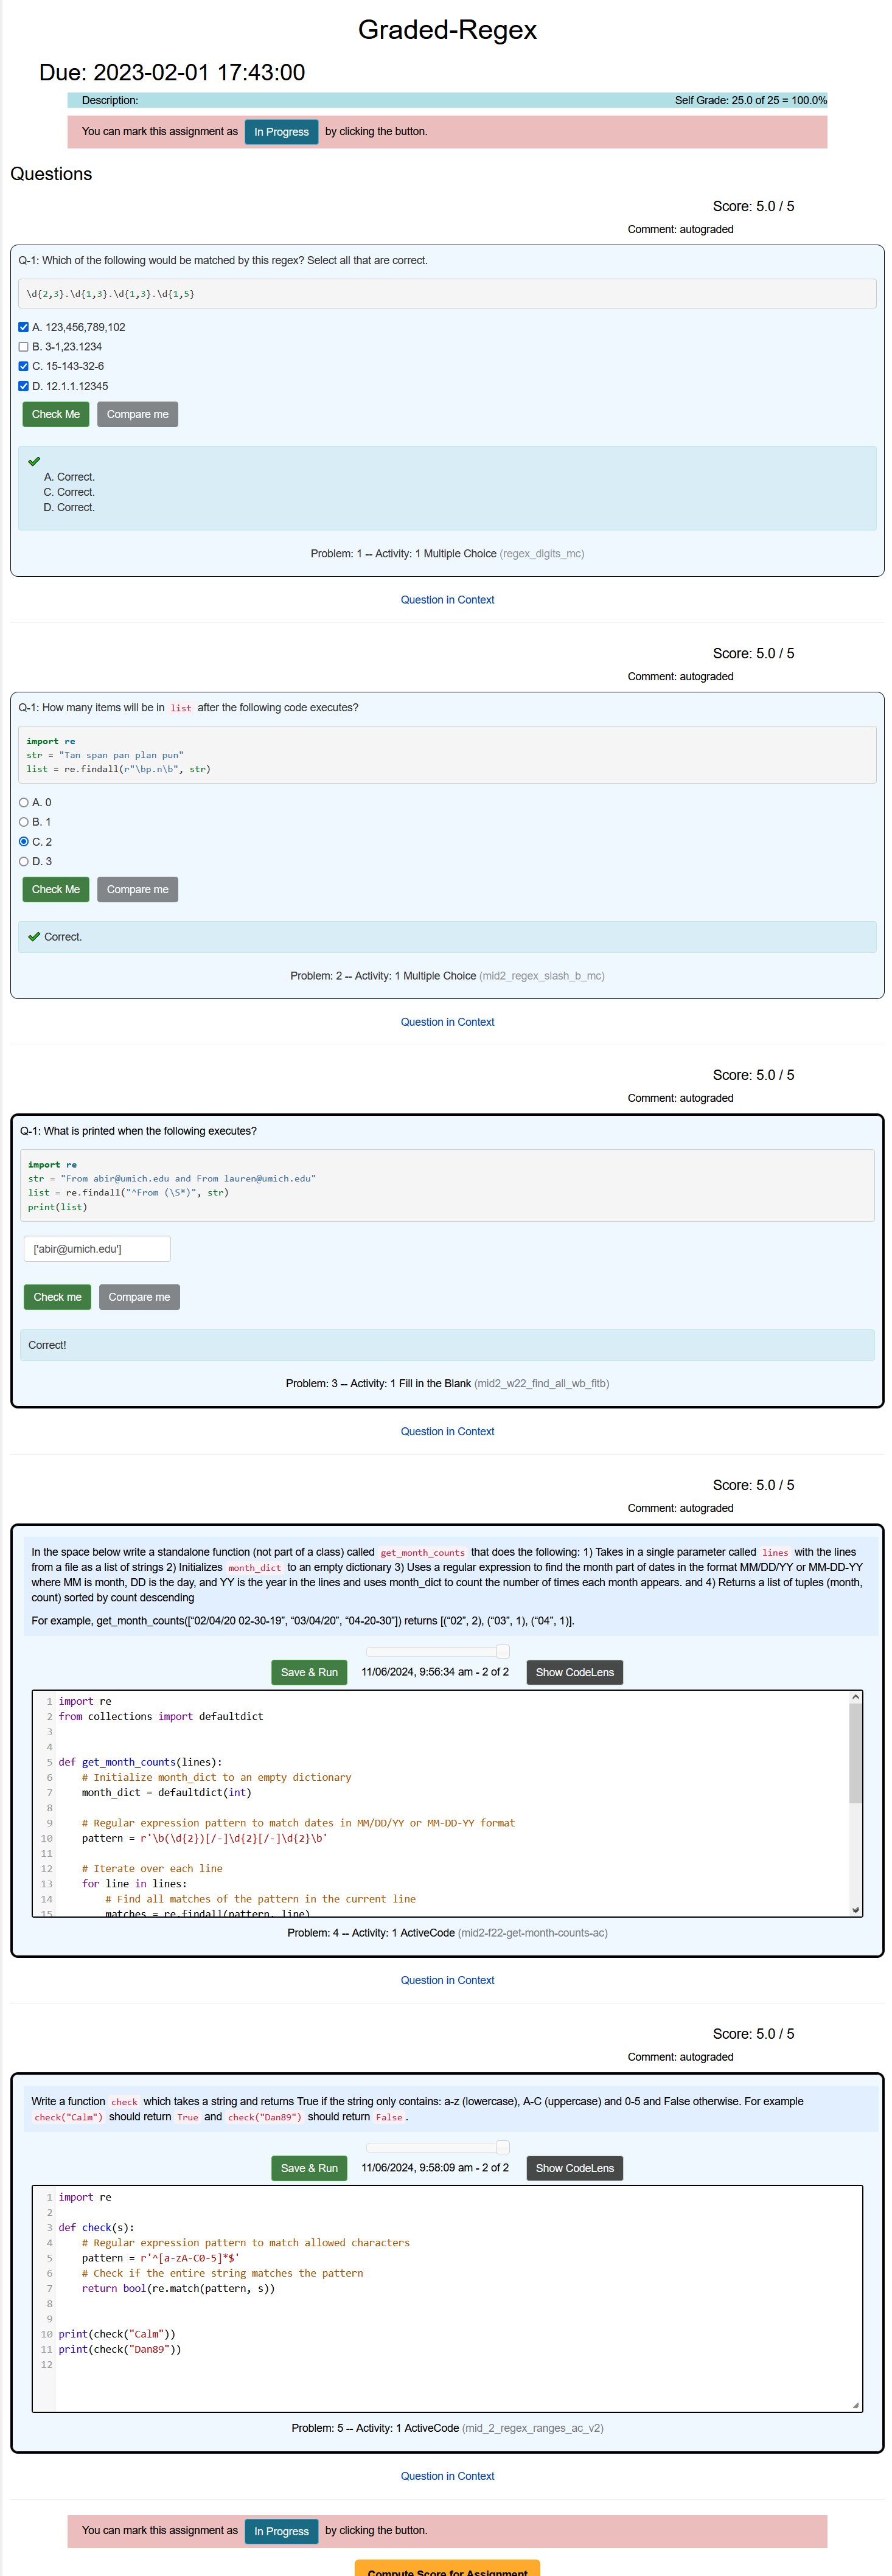 Graded-Regex
Due: 2023-02-01 17:43:00
Description: Self Grade: 25.0 of 25 = 100.0%
You can mark this assignment as In Progress by clicking the button.
Questions
Score: 5.0 / 5
Comment: autograded
Q-1: Which of the following would be matched by this regex? Select all that are correct.
\d{2,3}.\d{1,3}.\d{1,3}.\d{1,5}
A. 123,456,789,102
B. 3-1,23.1234
C. 15-143-32-6
D. 12.1.1.12345
Check Me Compare me
A. Correct.
C. Correct.
D. Correct.
Problem: 1 -- Activity: 1 Multiple Choice (regex_digits_mc)
Question in Context
Score: 5.0 / 5
Comment: autograded
Q-1: How many items will be in list after the following code executes?
import re
str = "Tan span pan plan pun"
list = re.findall(r"\bp.n\b", str)
A. 0
B. 1
C. 2
D. 3
Check Me Compare me
Correct.
Problem: 2 -- Activity: 1 Multiple Choice (mid2_regex_slash_b_mc)
Question in Context
Score: 5.0 / 5
Comment: autograded
Q-1: What is printed when the following executes?
import re
str = "From abir@umich.edu and From lauren@umich.edu"
list = re.findall("^From (\S*)", str)
print(list)
['abir@umich.edu']
Check me Compare me
Correct!
Problem: 3 -- Activity: 1 Fill in the Blank (mid2_w22_find_all_wb_fitb)
Question in Context
Score: 5.0 / 5
Comment: autograded
In the space below write a standalone function (not part of a class) called get_month_counts that does the following: 1) Takes in a single parameter called lines with the lines
from a file as a list of strings 2) Initializes month_dict to an empty dictionary 3) Uses a regular expression to find the month part of dates in the format MM/DD/YY or MM-DD-YY
where MM is month, DD is the day, and YY is the year in the lines and uses month_dict to count the number of times each month appears. and 4) Returns a list of tuples (month,
count) sorted by count descending
For example, get_month_counts([“02/04/20 02-30-19”, “03/04/20”, “04-20-30”]) returns [(“02”, 2), (“03”, 1), (“04”, 1)].
Save & Run 11/06/2024, 9:56:34 am - 2 of 2 Show CodeLens
1 import re
2 from collections import defaultdict
3
4
5 def get_month_counts(lines):
6 # Initialize month_dict to an empty dictionary
7 month_dict = defaultdict(int)
8
9 # Regular expression pattern to match dates in MM/DD/YY or MM-DD-YY format
10 pattern = r'\b(\d{2})[/-]\d{2}[/-]\d{2}\b'
11
12 # Iterate over each line
13 for line in lines:
14 # Find all matches of the pattern in the current line
15 matches = re.findall(pattern, line)
Problem: 4 -- Activity: 1 ActiveCode (mid2-f22-get-month-counts-ac)
Question in Context
Score: 5.0 / 5
Comment: autograded
Write a function check which takes a string and returns True if the string only contains: a-z (lowercase), A-C (uppercase) and 0-5 and False otherwise. For example
check("Calm") should return True and check("Dan89") should return False .
Save & Run 11/06/2024, 9:58:09 am - 2 of 2 Show CodeLens
1 import re
2
3 def check(s):
4 # Regular expression pattern to match allowed characters
5 pattern = r'^[a-zA-C0-5]*$'
6 # Check if the entire string matches the pattern
7 return bool(re.match(pattern, s))
8
9
10 print(check("Calm"))
11 print(check("Dan89"))
12
Problem: 5 -- Activity: 1 ActiveCode (mid_2_regex_ranges_ac_v2)
Question in Context
You can mark this assignment as In Progress by clicking the button.
Compute Score for Assignment